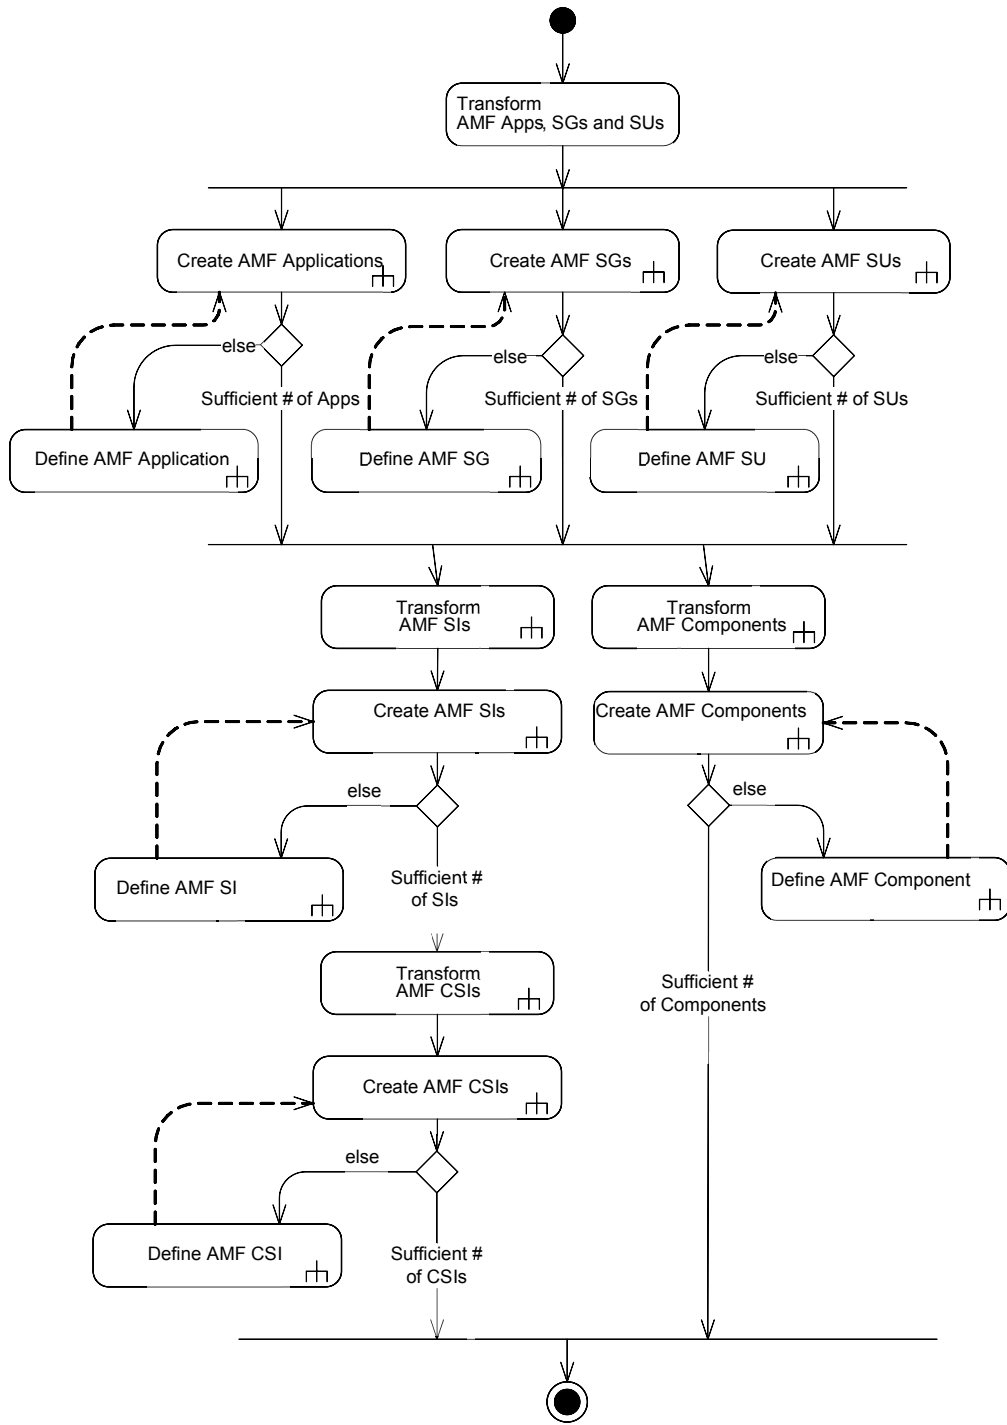 Transform
AMF Apps, SGs and SUs
Create AMF Applications
Create AMF SGs
Create AMF SUs
else
else
else
Sufficient # of Apps
Sufficient # of SGs
Sufficient # of SUs
Define AMF Application
Define AMF SG
Define AMF SU
Transform
AMF SIs
Transform
AMF Components
Create AMF SIs
Create AMF Components
else
else
Define AMF SI
Sufficient #
of SIs
Define AMF Component
Transform
AMF CSIs
Sufficient #
of Components
Create AMF CSIs
else
Define AMF CSI
Sufficient #
of CSIs